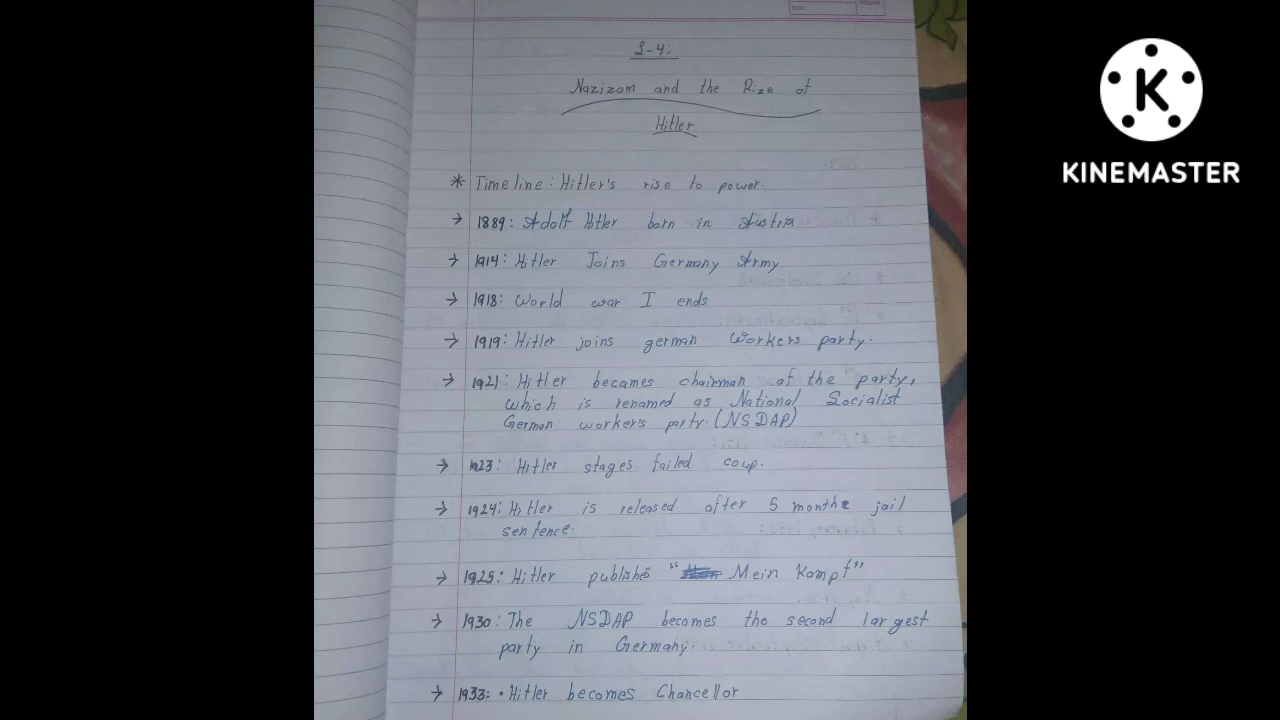 L-4:
Nazizam and the Rize of
Hitler
* Timeline: Hitler's rise to power.
→ 1889: Adolf Hitler born in Austria
→ 1914: Hitler Joins Germany Army
→ 1918: World war I ends
→ 1919: Hitler joins german Workers party.
→ 1921: Hitler becames chairman of the party,
which is renamed as National Socialist
German worker's party. (NSDAP)
→ 1923: Hitler stages failed coup.
→ 1924: Hitler is released after 5 months jail
sentence.
→ 1925: Hitler publishes "Mein Kampf"
→ 1930: The NSDAP becomes the second largest
party in Germany.
→ 1933: • Hitler becomes Chancellor
K
KINEMASTER